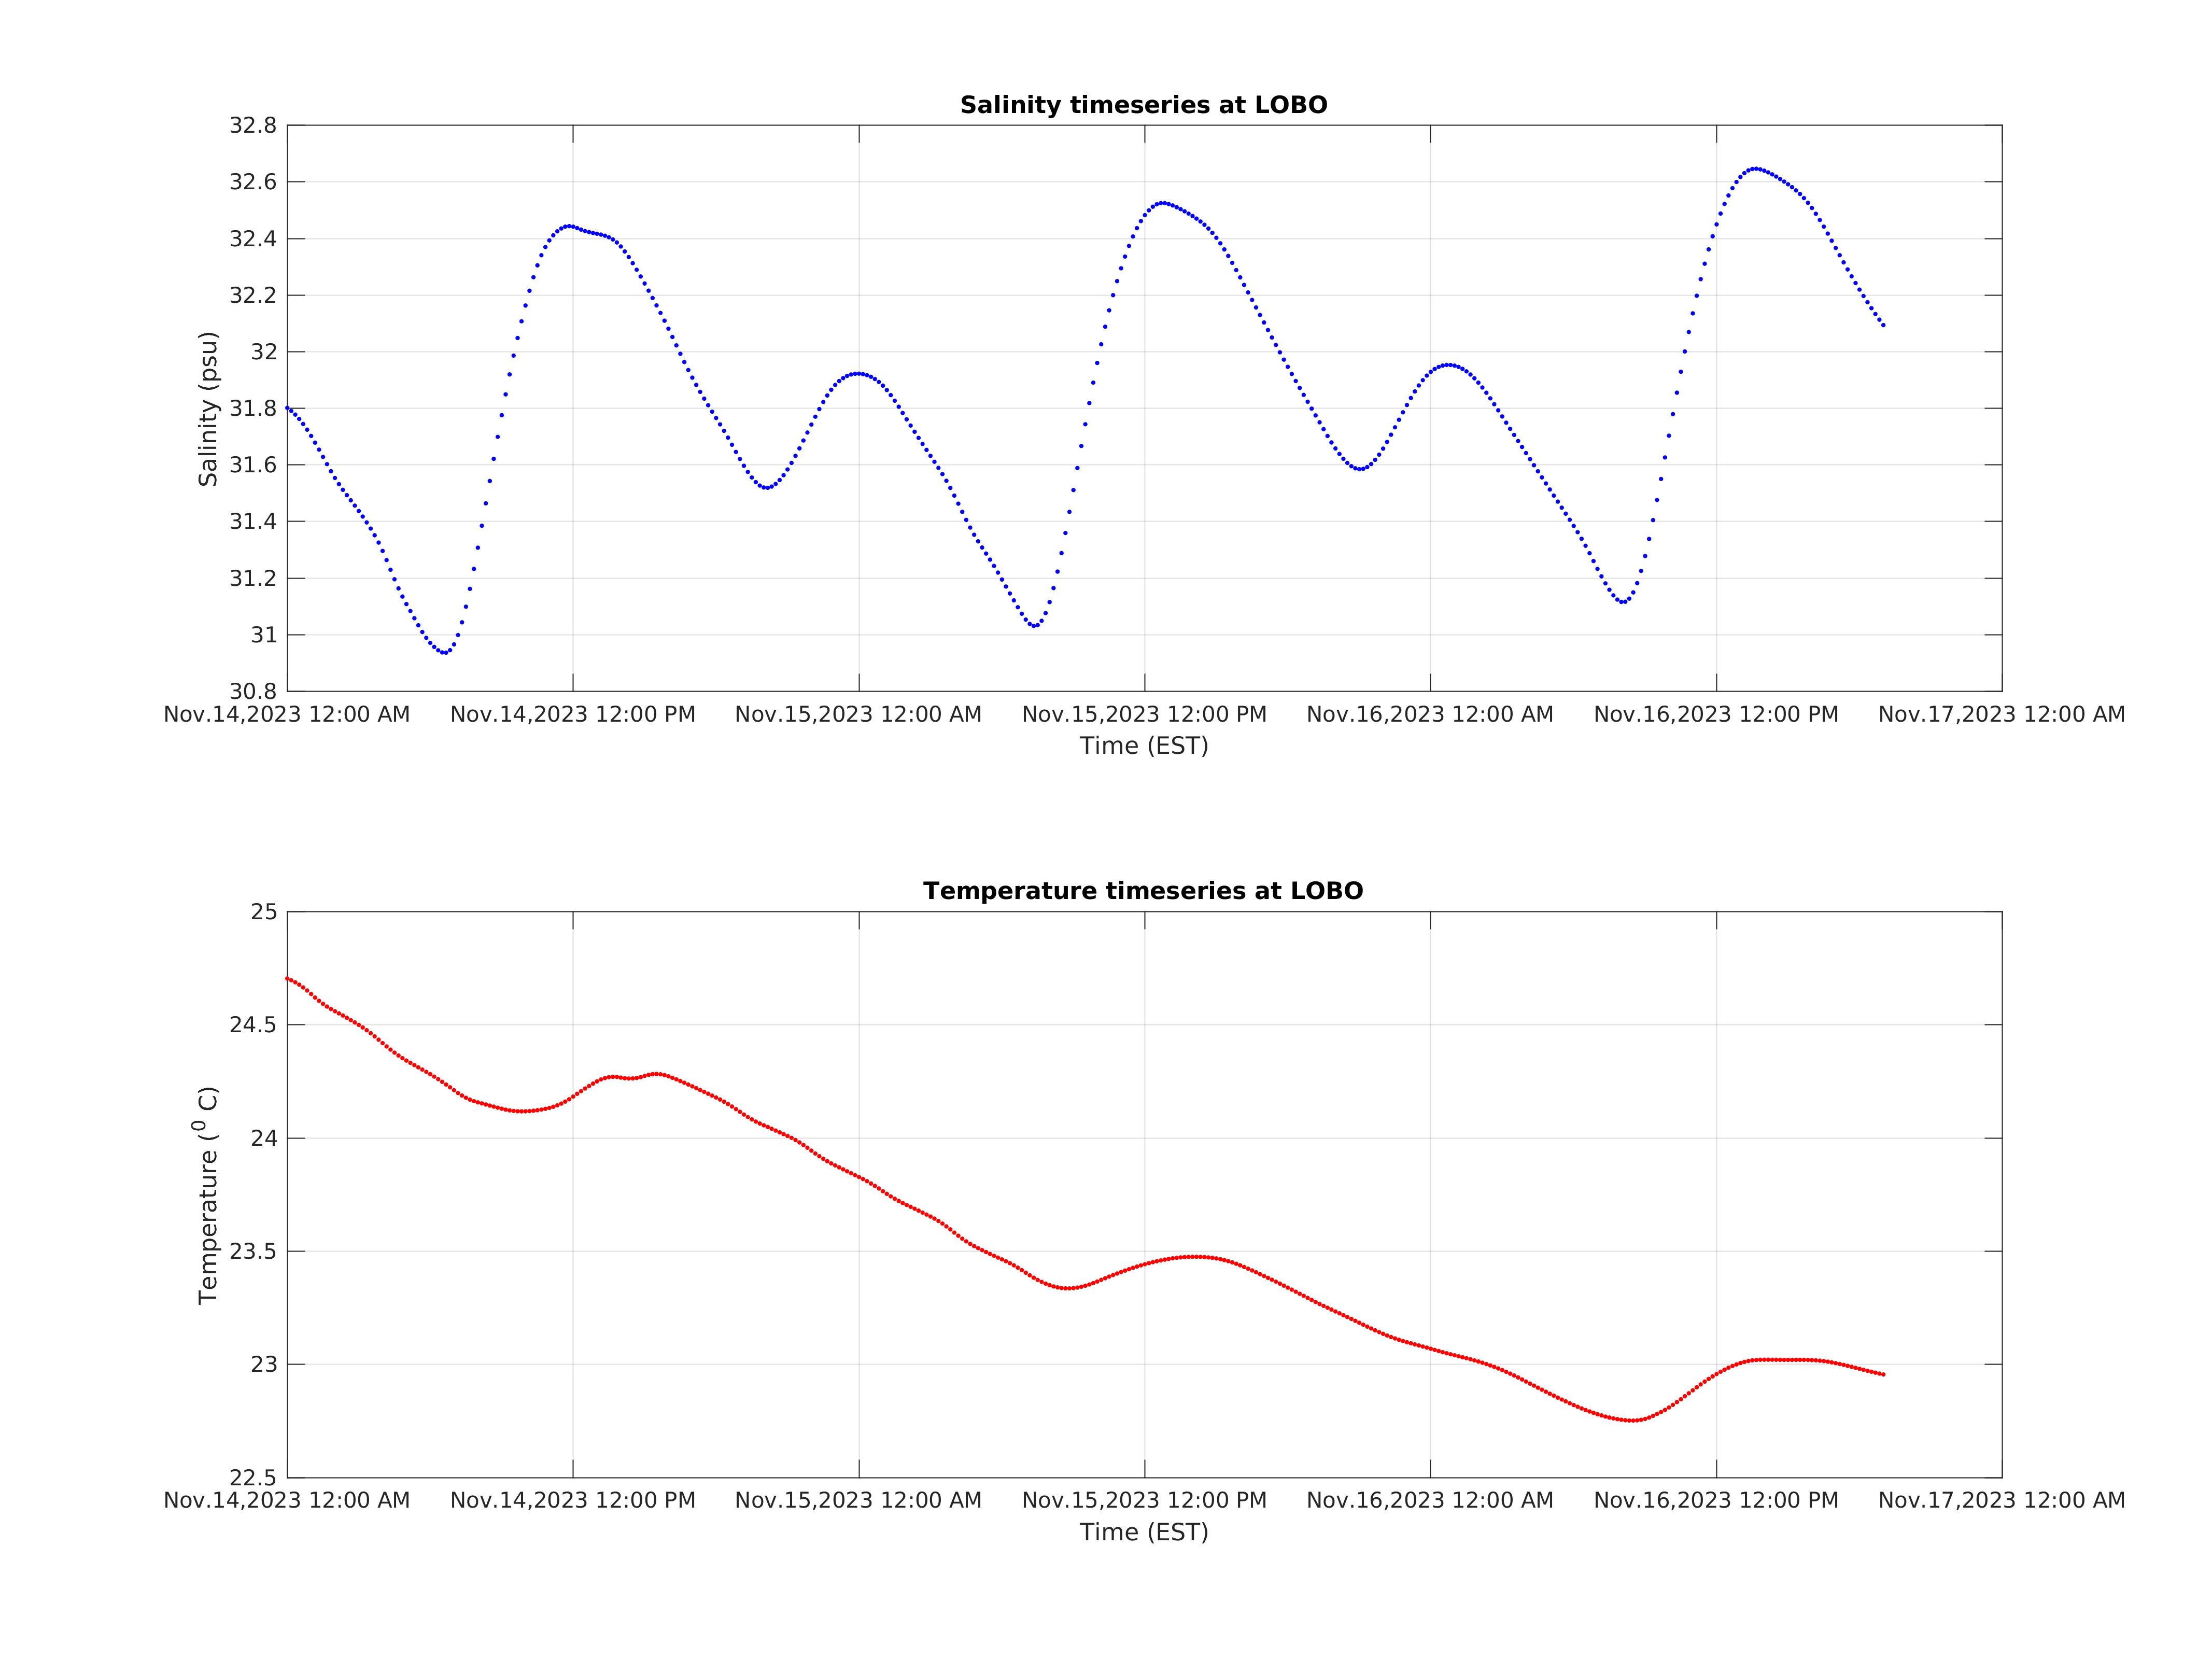 Salinity timeseries at LOBO
32.8
32.6
32.4
32.2
32
31.8
31.6
31.4
31.2
31
30.8
Salinity (psu)
Nov.14,2023 12:00 AM Nov.14,2023 12:00 PM Nov.15,2023 12:00 AM Nov.15,2023 12:00 PM Nov.16,2023 12:00 AM Nov.16,2023 12:00 PM Nov.17,2023 12:00 AM
Time (EST)
Temperature timeseries at LOBO
25
24.5
24
23.5
23
22.5
Temperature (⁰ C)
Nov.14,2023 12:00 AM Nov.14,2023 12:00 PM Nov.15,2023 12:00 AM Nov.15,2023 12:00 PM Nov.16,2023 12:00 AM Nov.16,2023 12:00 PM Nov.17,2023 12:00 AM
Time (EST)